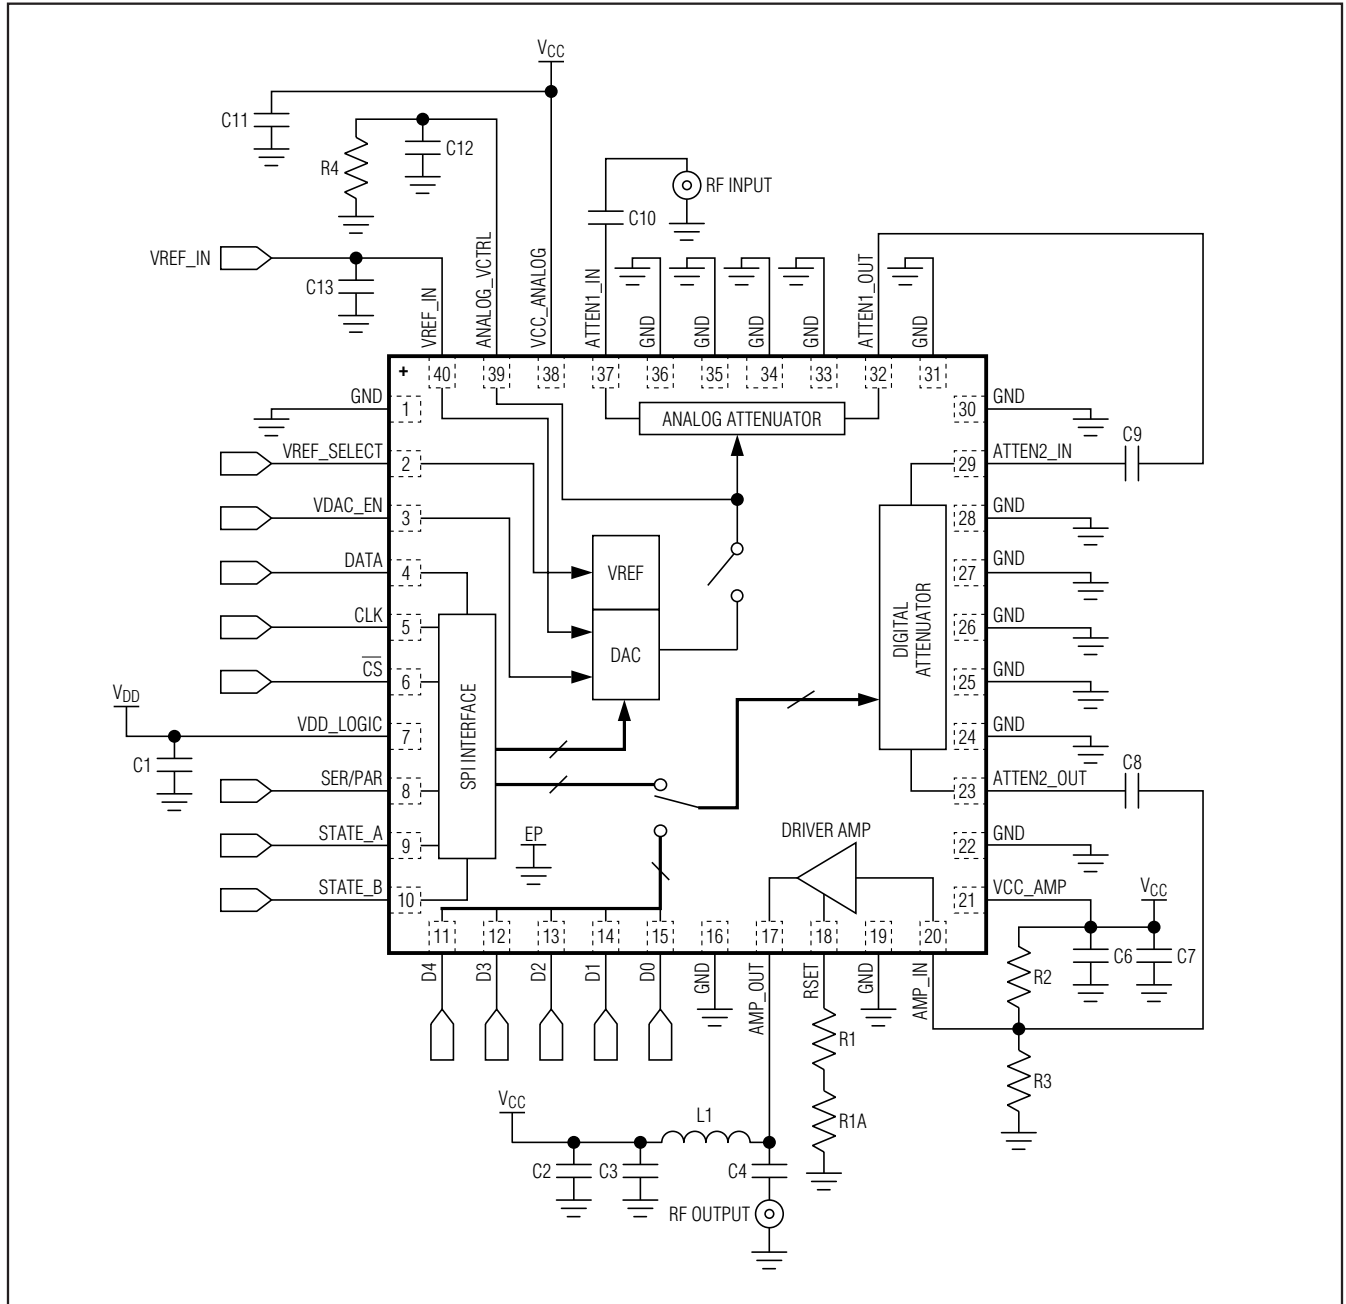 VCC
C11
C12
R4
RF INPUT
C10
VREF_IN
C13
VREF_IN
ANALOG_VCTRL
VCC_ANALOG
ATTEN1_IN
GND
GND
GND
GND
ATTEN1_OUT
GND
+
40
39
38
37
36
35
34
33
32
31
GND
1
ANALOG ATTENUATOR
30
GND
C9
VREF_SELECT
2
29
ATTEN2_IN
VDAC_EN
3
28
GND
DATA
4
VREF
27
GND
CLK
5
26
GND
DAC
DIGITAL
ATTENUATOR
CS
6
25
GND
VDD
VDD_LOGIC
7
SPI INTERFACE
24
GND
C1
C8
SER/PAR
8
23
ATTEN2_OUT
STATE_A
9
EP
DRIVER AMP
22
GND
STATE_B
10
21
VCC_AMP
VCC
11
12
13
14
15
16
17
18
19
20
C6
C7
R2
D4
D3
D2
D1
D0
GND
AMP_OUT
RSET
GND
AMP_IN
R1
R3
VCC
L1
R1A
C2
C3
C4
RF OUTPUT